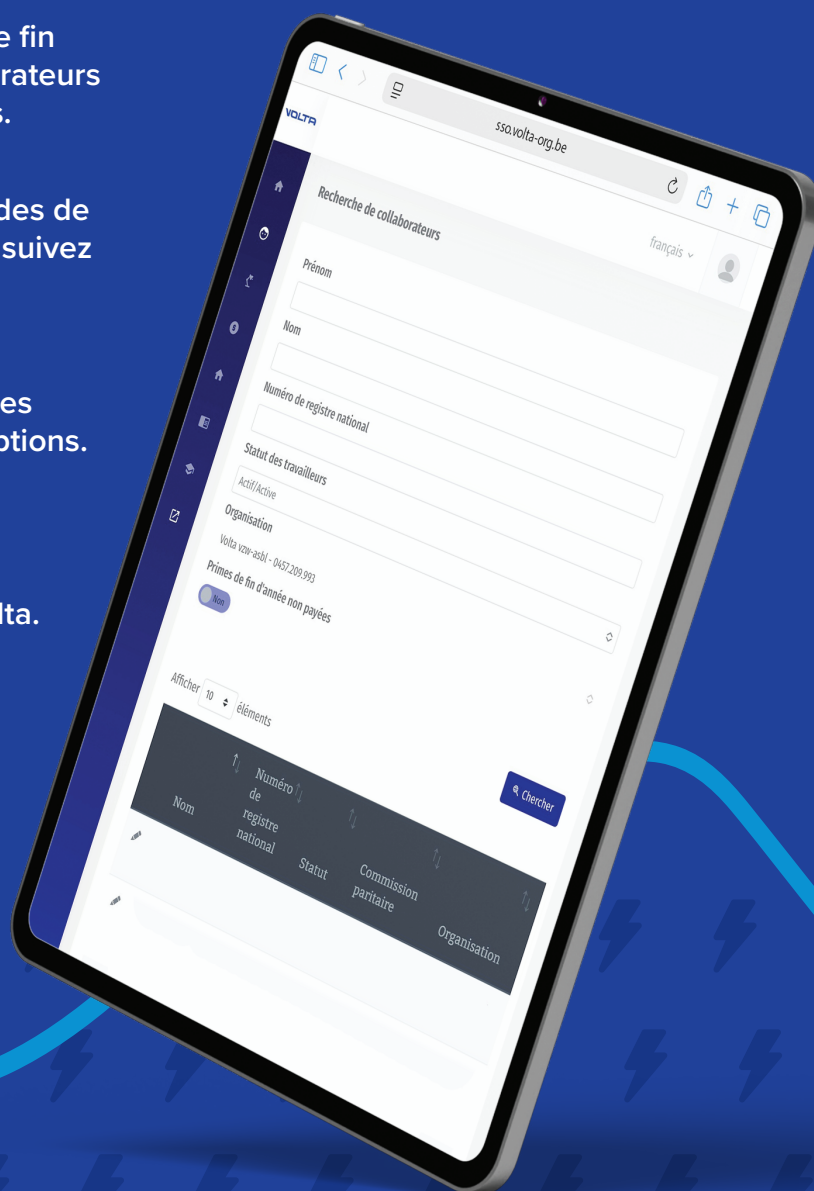 e fin
rateurs
s.
des de
suivez
es
ptions.
lta.
sso.volta-org.be
VOLTA
français
Recherche de collaborateurs
Prénom
Nom
Numéro de registre national
Statut des travailleurs
Actif/Active
Organisation
Volta vzw-asbl - 0457.209.993
Primes de fin d'année non payées
Non
Afficher 10 éléments
Chercher
Nom
Numéro
de
registre
national
Statut
Commission
paritaire
Organisation